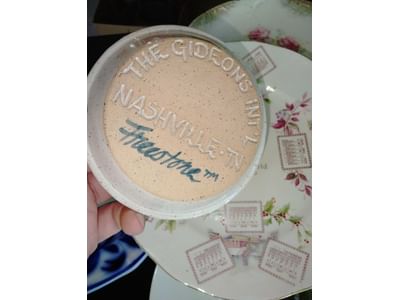 THE GIDEONS INT'L
NASHVILLE-TN
Freestone™